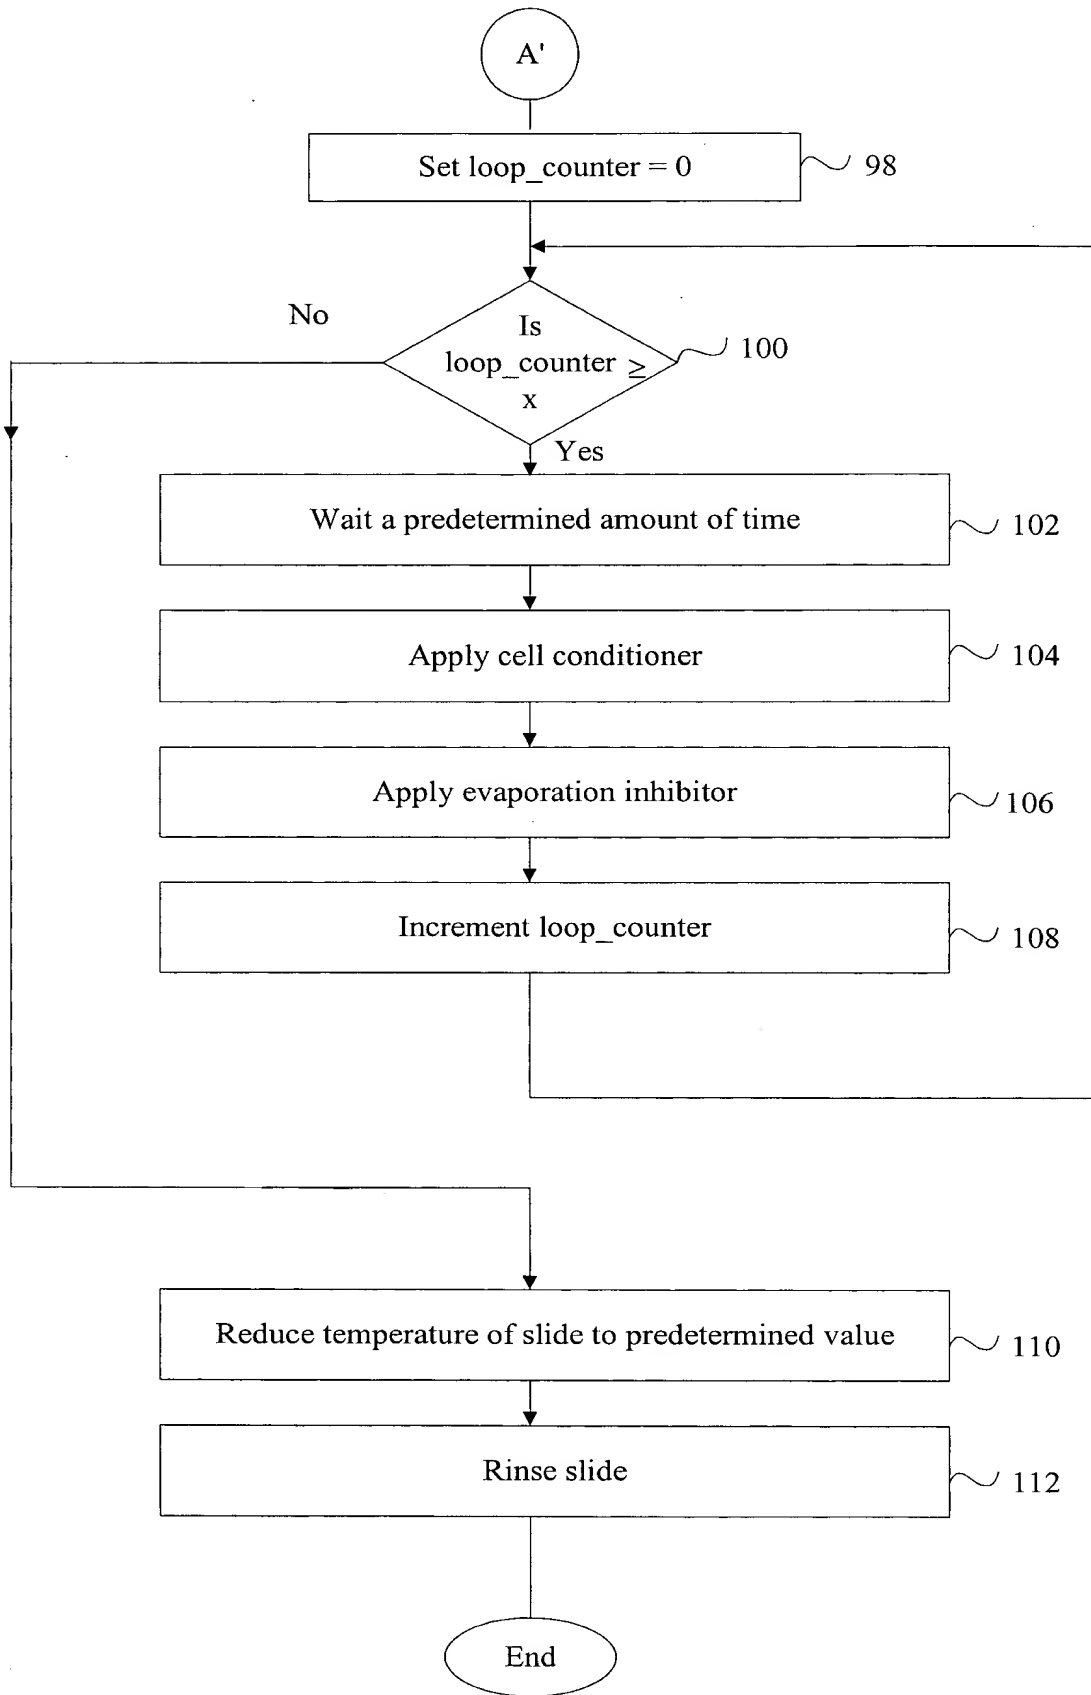 A'
Set loop_counter = 0
98
No
Is
loop_counter ≥
x
100
Yes
Wait a predetermined amount of time
102
Apply cell conditioner
104
Apply evaporation inhibitor
106
Increment loop_counter
108
Reduce temperature of slide to predetermined value
110
Rinse slide
112
End